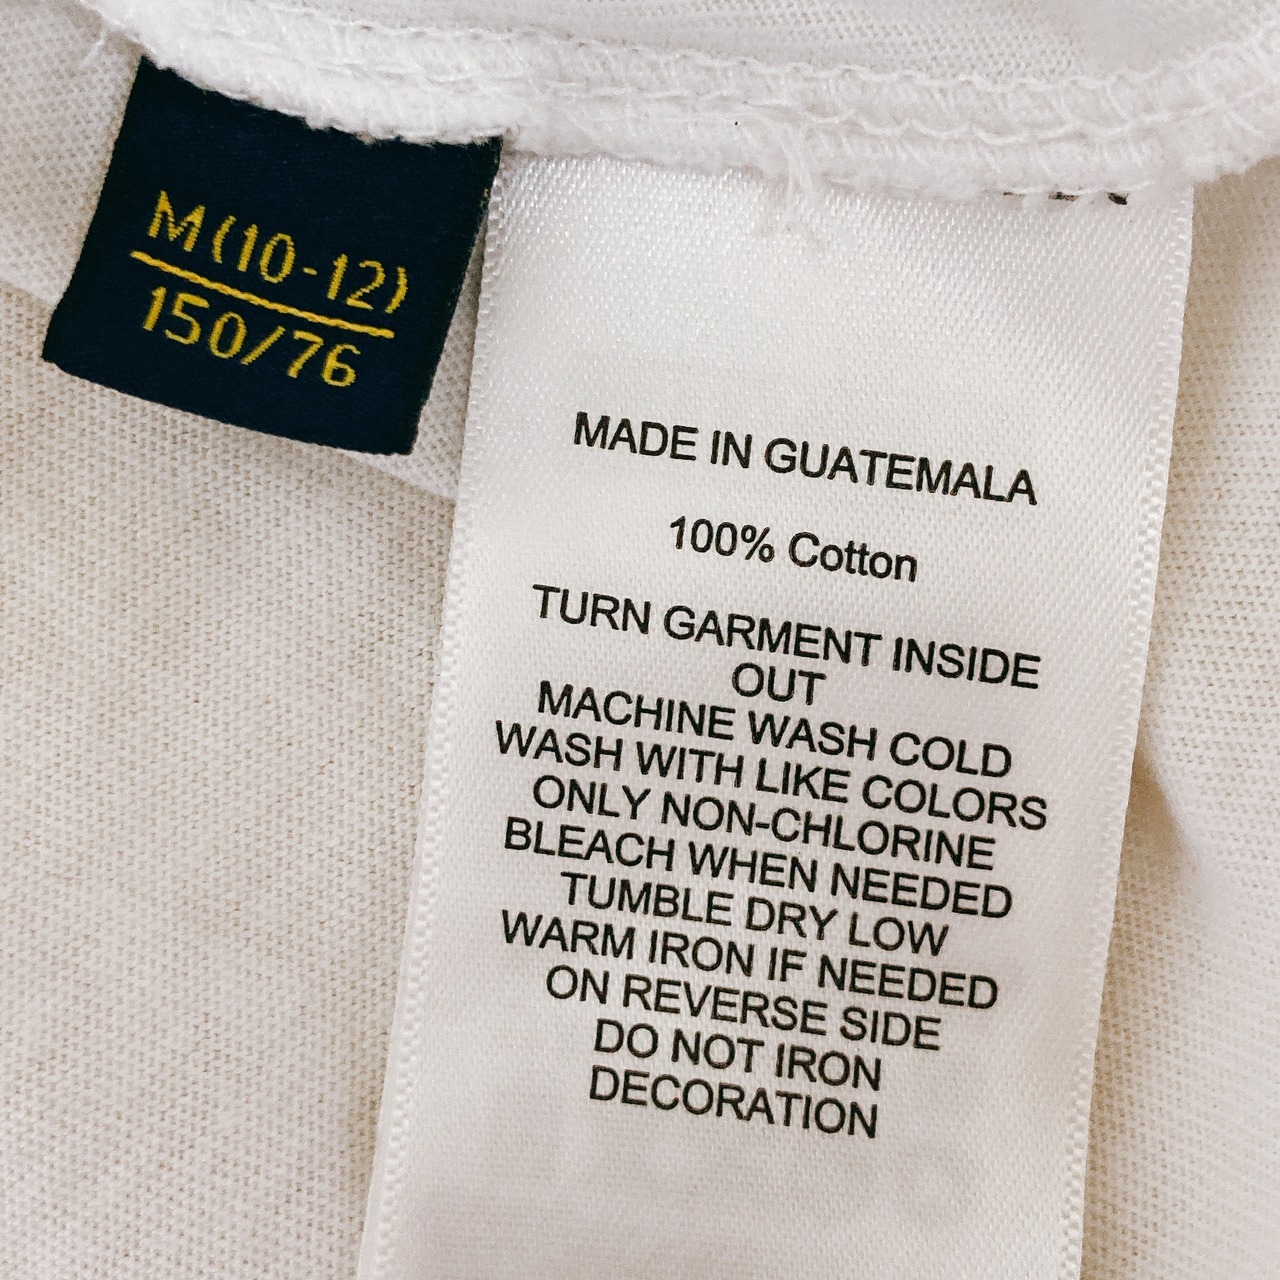 M(10-12)
150/76
MADE IN GUATEMALA
100% Cotton
TURN GARMENT INSIDE
OUT
MACHINE WASH COLD
WASH WITH LIKE COLORS
ONLY NON-CHLORINE
BLEACH WHEN NEEDED
TUMBLE DRY LOW
WARM IRON IF NEEDED
ON REVERSE SIDE
DO NOT IRON
DECORATION